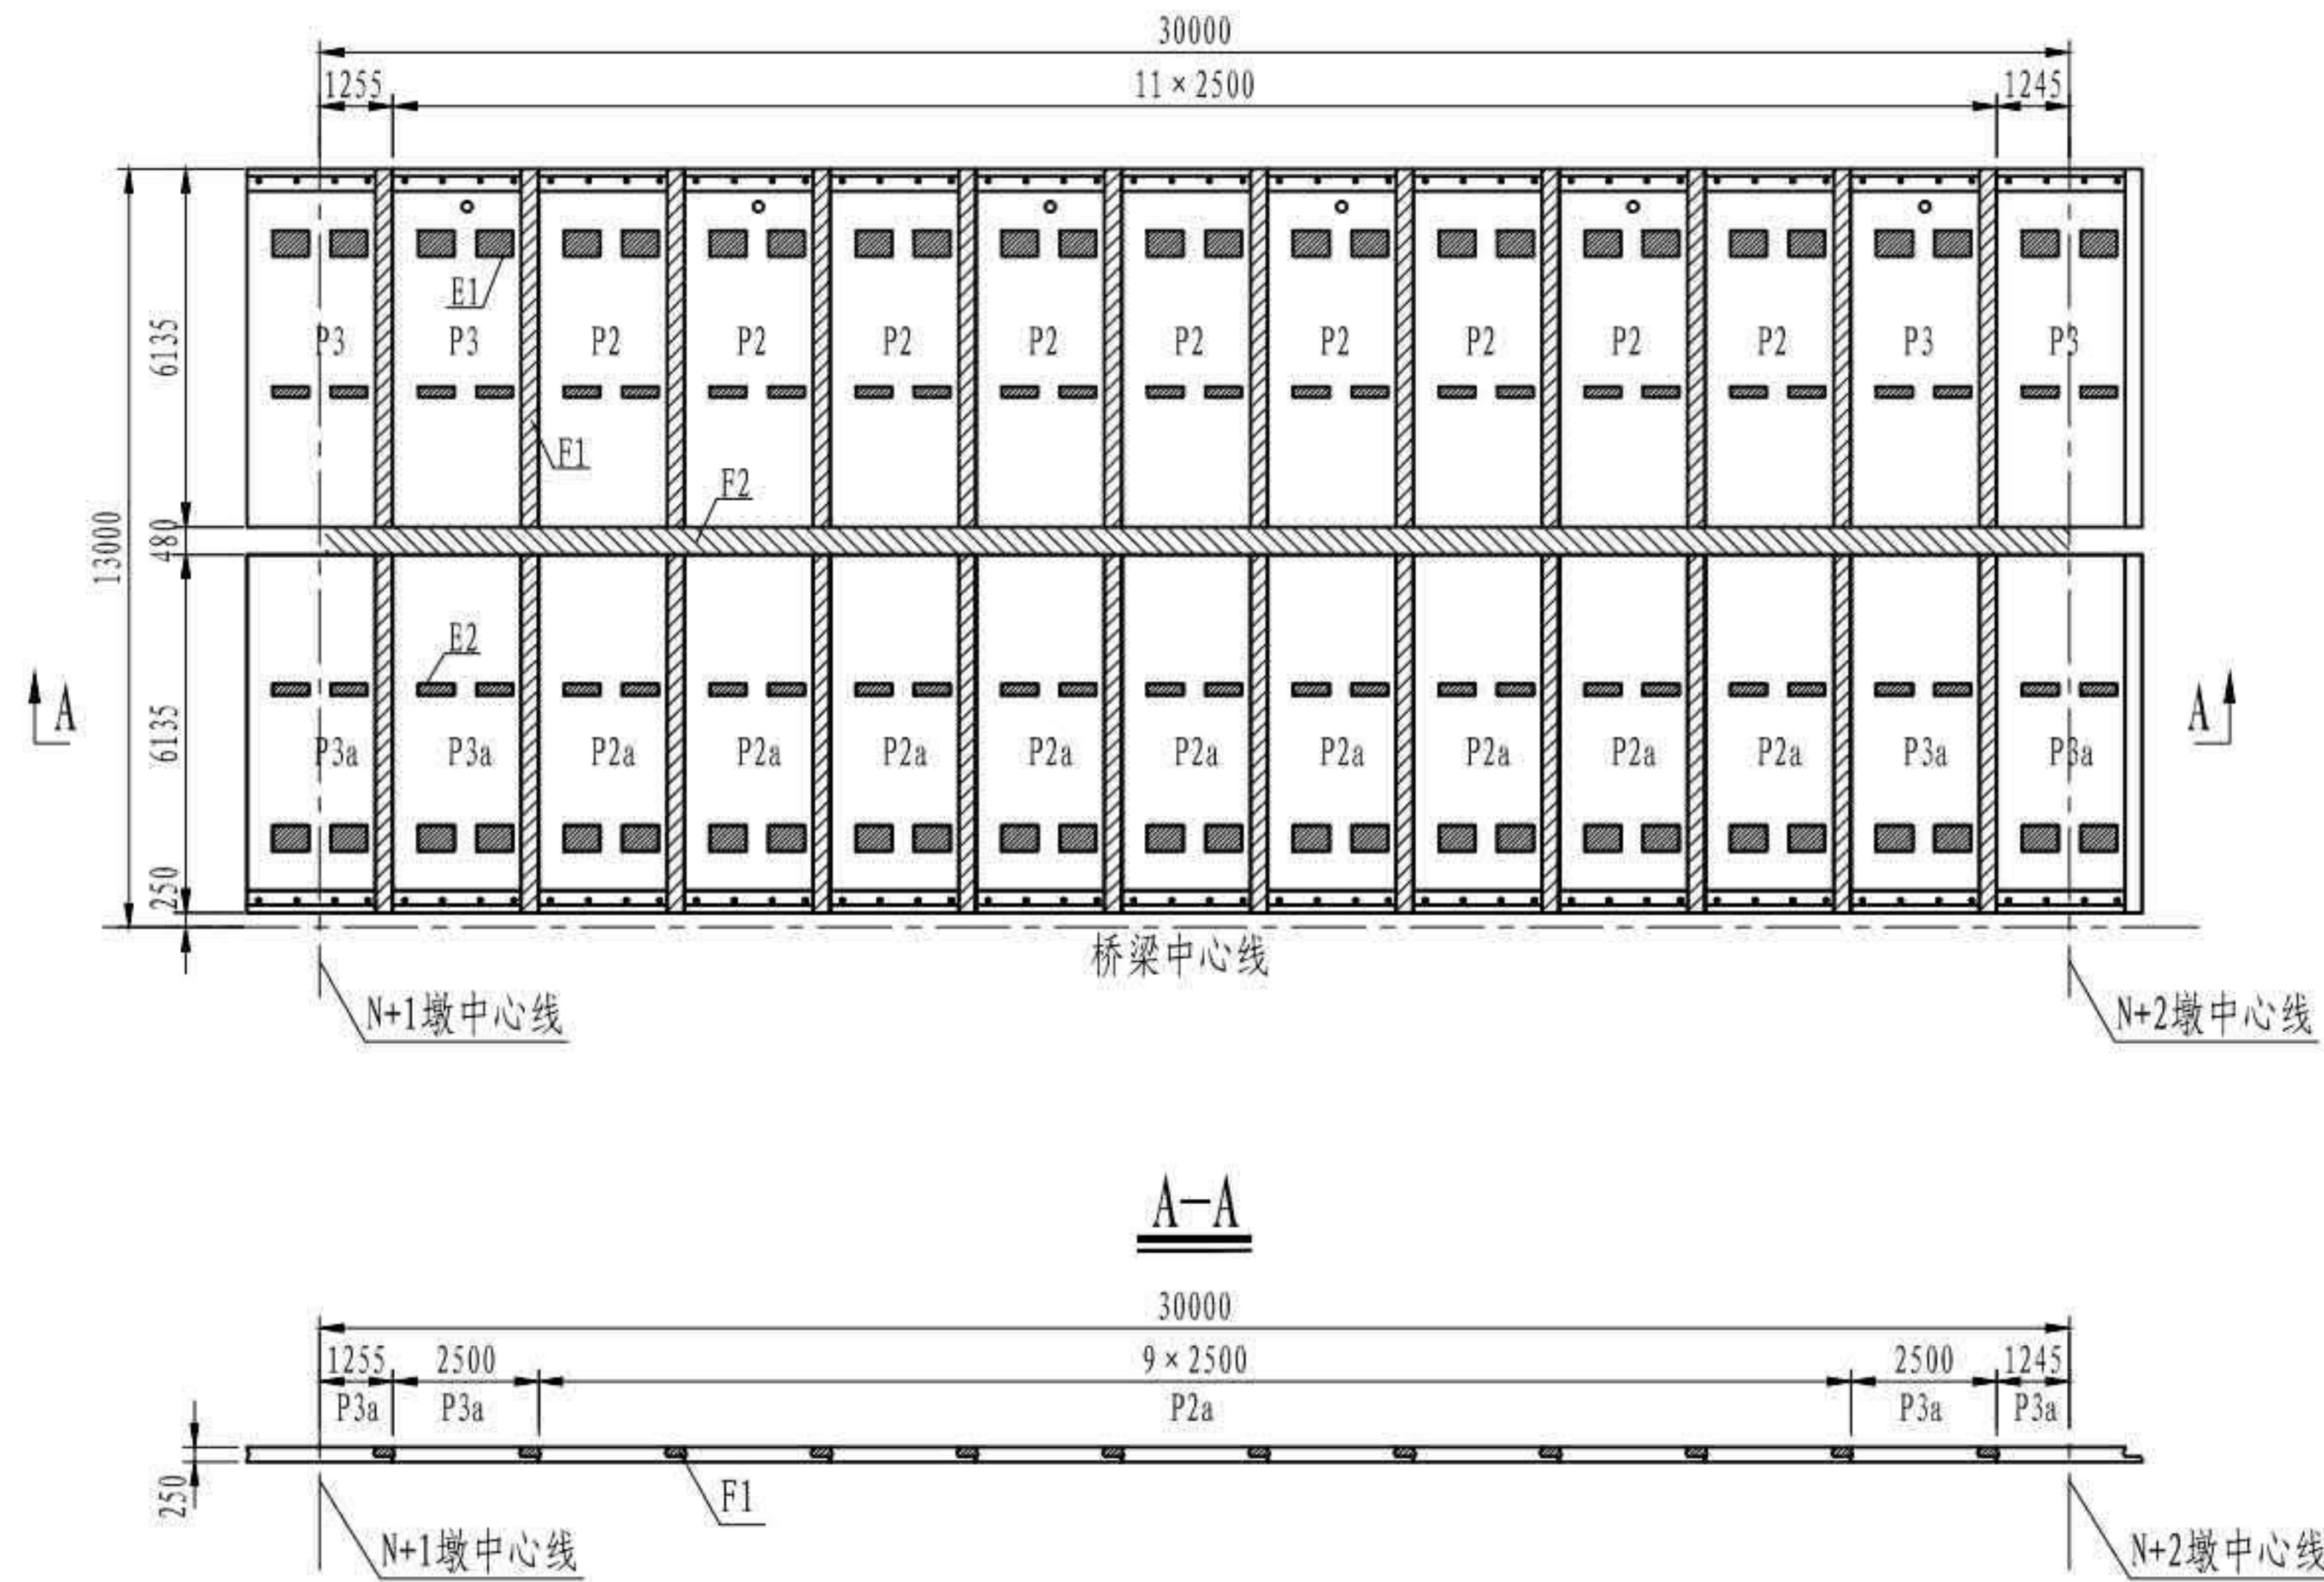 30000
1255 11×2500 1245
E1
6135
P3 P3 P2 P2 P2 P2 P2 P2 P2 P2 P2 P3 P3
F1
F2
13000
480
E2
A A
6135
P3a P3a P2a P2a P2a P2a P2a P2a P2a P2a P2a P3a P3a
250
桥梁中心线
N+1墩中心线 N+2墩中心线
A-A
30000
1255 2500 9×2500 2500 1245
P3a P3a P2a P3a P3a
250
F1
N+1墩中心线 N+2墩中心线